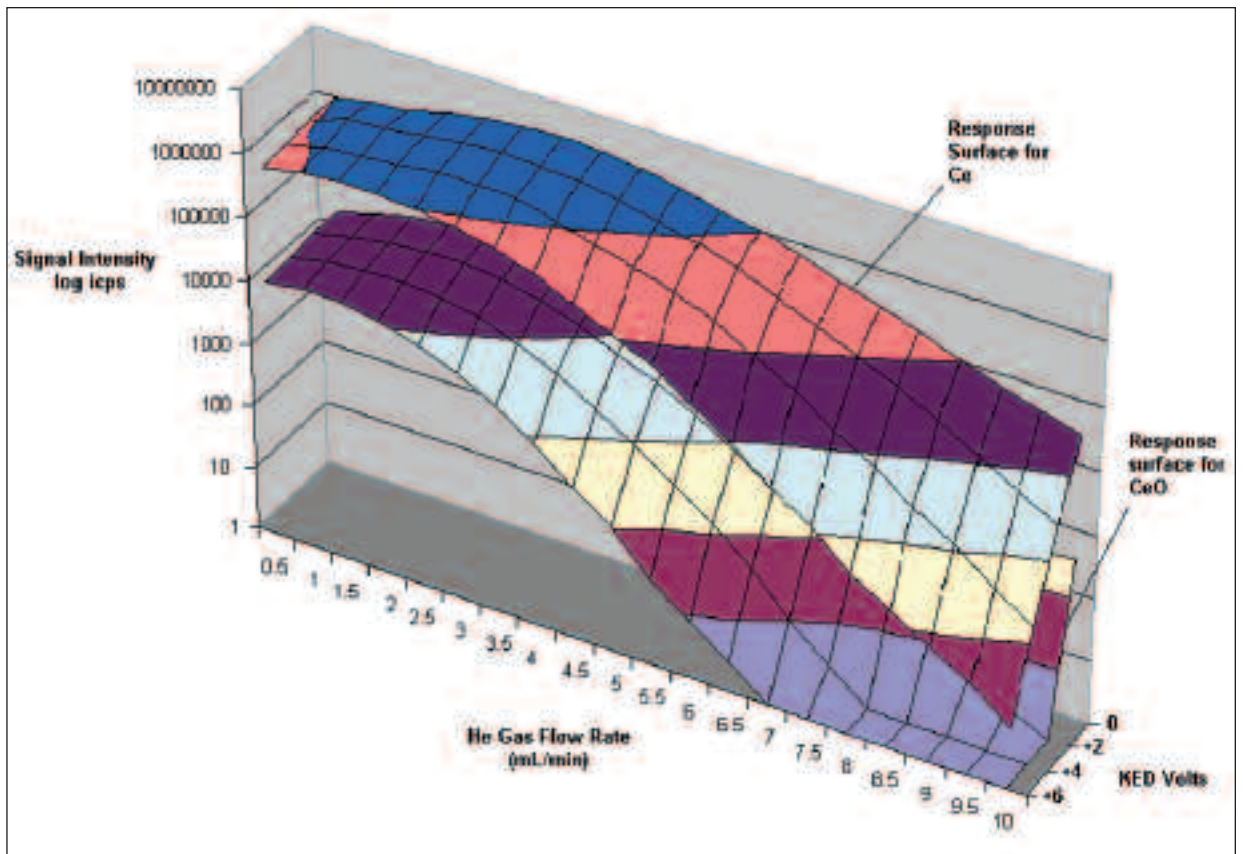 10000000
1000000
100000
10000
1000
100
10
1
Signal Intensity
log icps
Response
Surface for
Ce
Response
surface for
CeO
0.5
1
1.5
2
2.5
3
3.5
4
4.5
5
5.5
6
6.5
7
7.5
8
8.5
9
9.5
10
He Gas Flow Rate
(mL/min)
0
+2
+4
+6
KED Volts